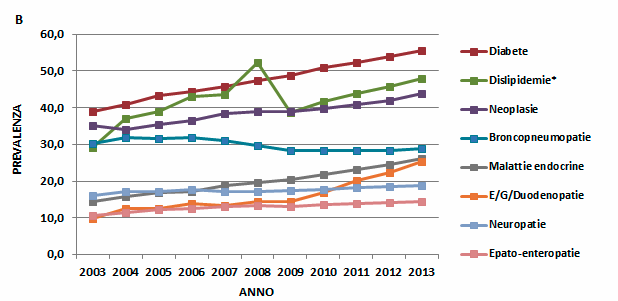 B
60,0
50,0
40,0
30,0
20,0
10,0
0,0
PREVALENZA
2003 2004 2005 2006 2007 2008 2009 2010 2011 2012 2013
ANNO
Diabete
Dislipidemie*
Neoplasie
Broncopneumopatie
Malattie endocrine
E/G/Duodenopatie
Neuropatie
Epato-enteropatie